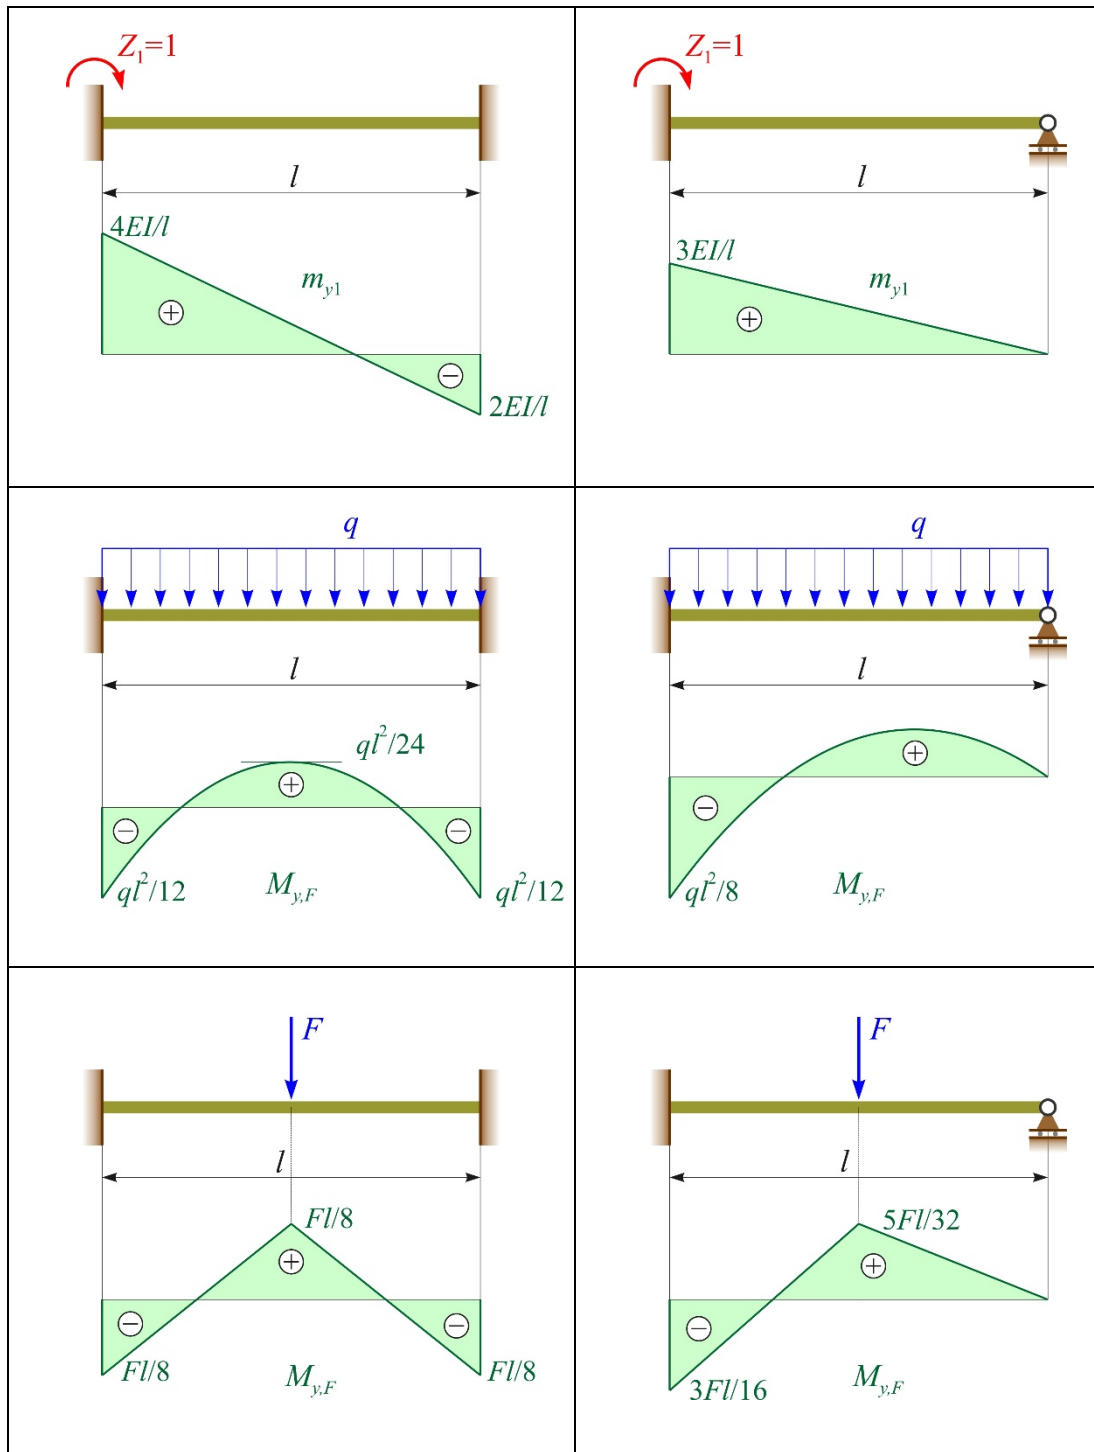 Z₁=1
l
4EI/l
m_y1
+
−
2EI/l
Z₁=1
l
3EI/l
m_y1
+
q
l
ql²/24
+
−
−
ql²/12
M_y,F
ql²/12
q
l
+
−
ql²/8
M_y,F
F
l
Fl/8
+
−
−
Fl/8
M_y,F
Fl/8
F
l
5Fl/32
+
−
3Fl/16
M_y,F